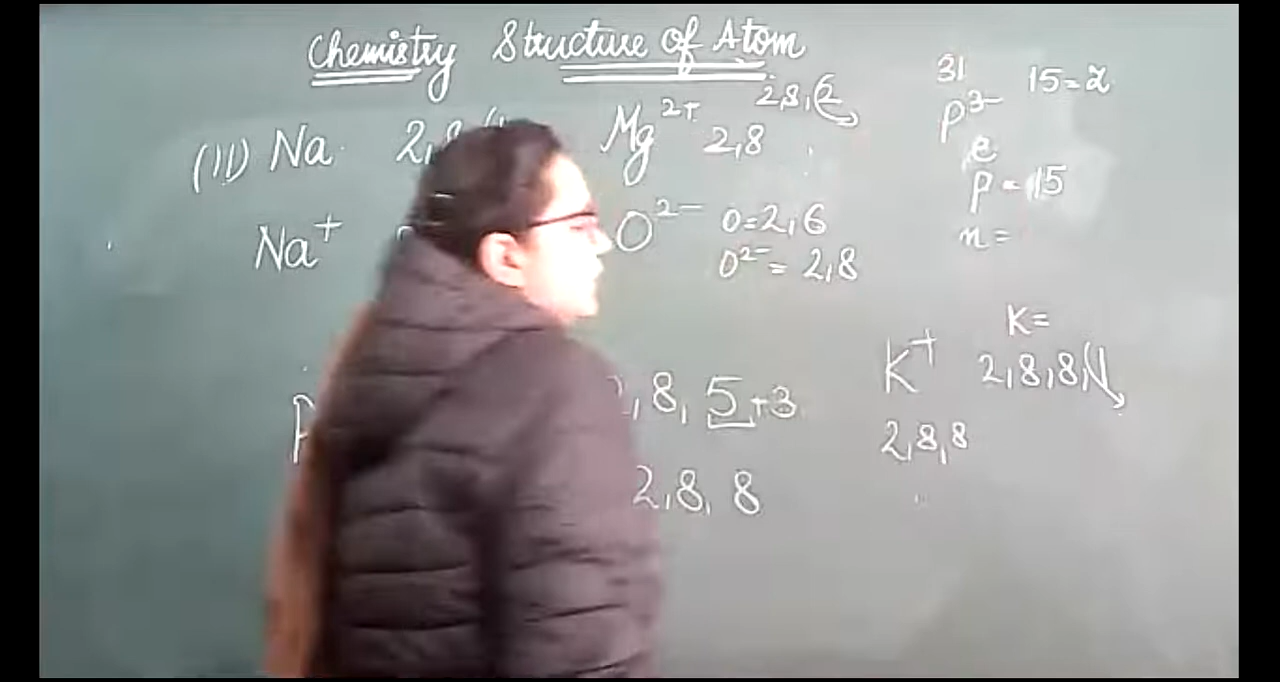 Chemistry Structure of Atom
(II) Na 2,8 Mg²⁺ 2,8,2
2,8
Na⁺ O²⁻ O=2,6
O²⁻ = 2,8
31
P³⁻ 15=Z
e
p = 15
n =
P ,8, 5+3
2,8,8
K=
K⁺ 2,8,8,1
2,8,8